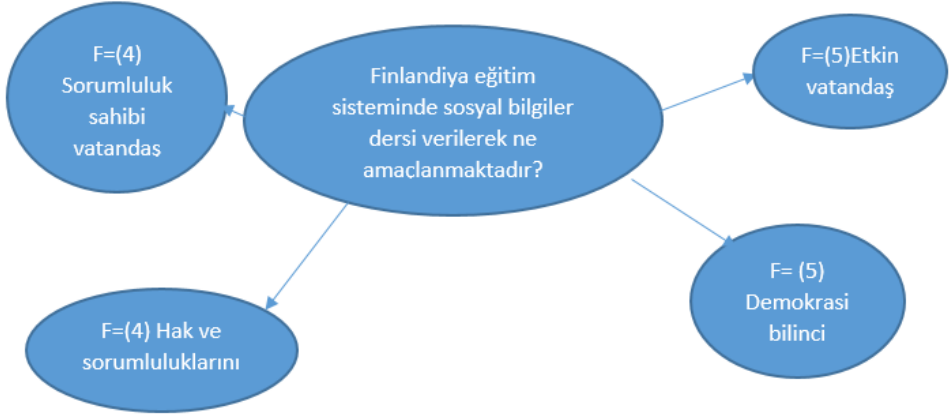 F=(4)
Sorumluluk
sahibi
vatandaş
Finlandiya eğitim
sisteminde sosyal bilgiler
dersi verilerek ne
amaçlanmaktadır?
F=(5)Etkin
vatandaş
F=(4) Hak ve
sorumluluklarını
F= (5)
Demokrasi
bilinci